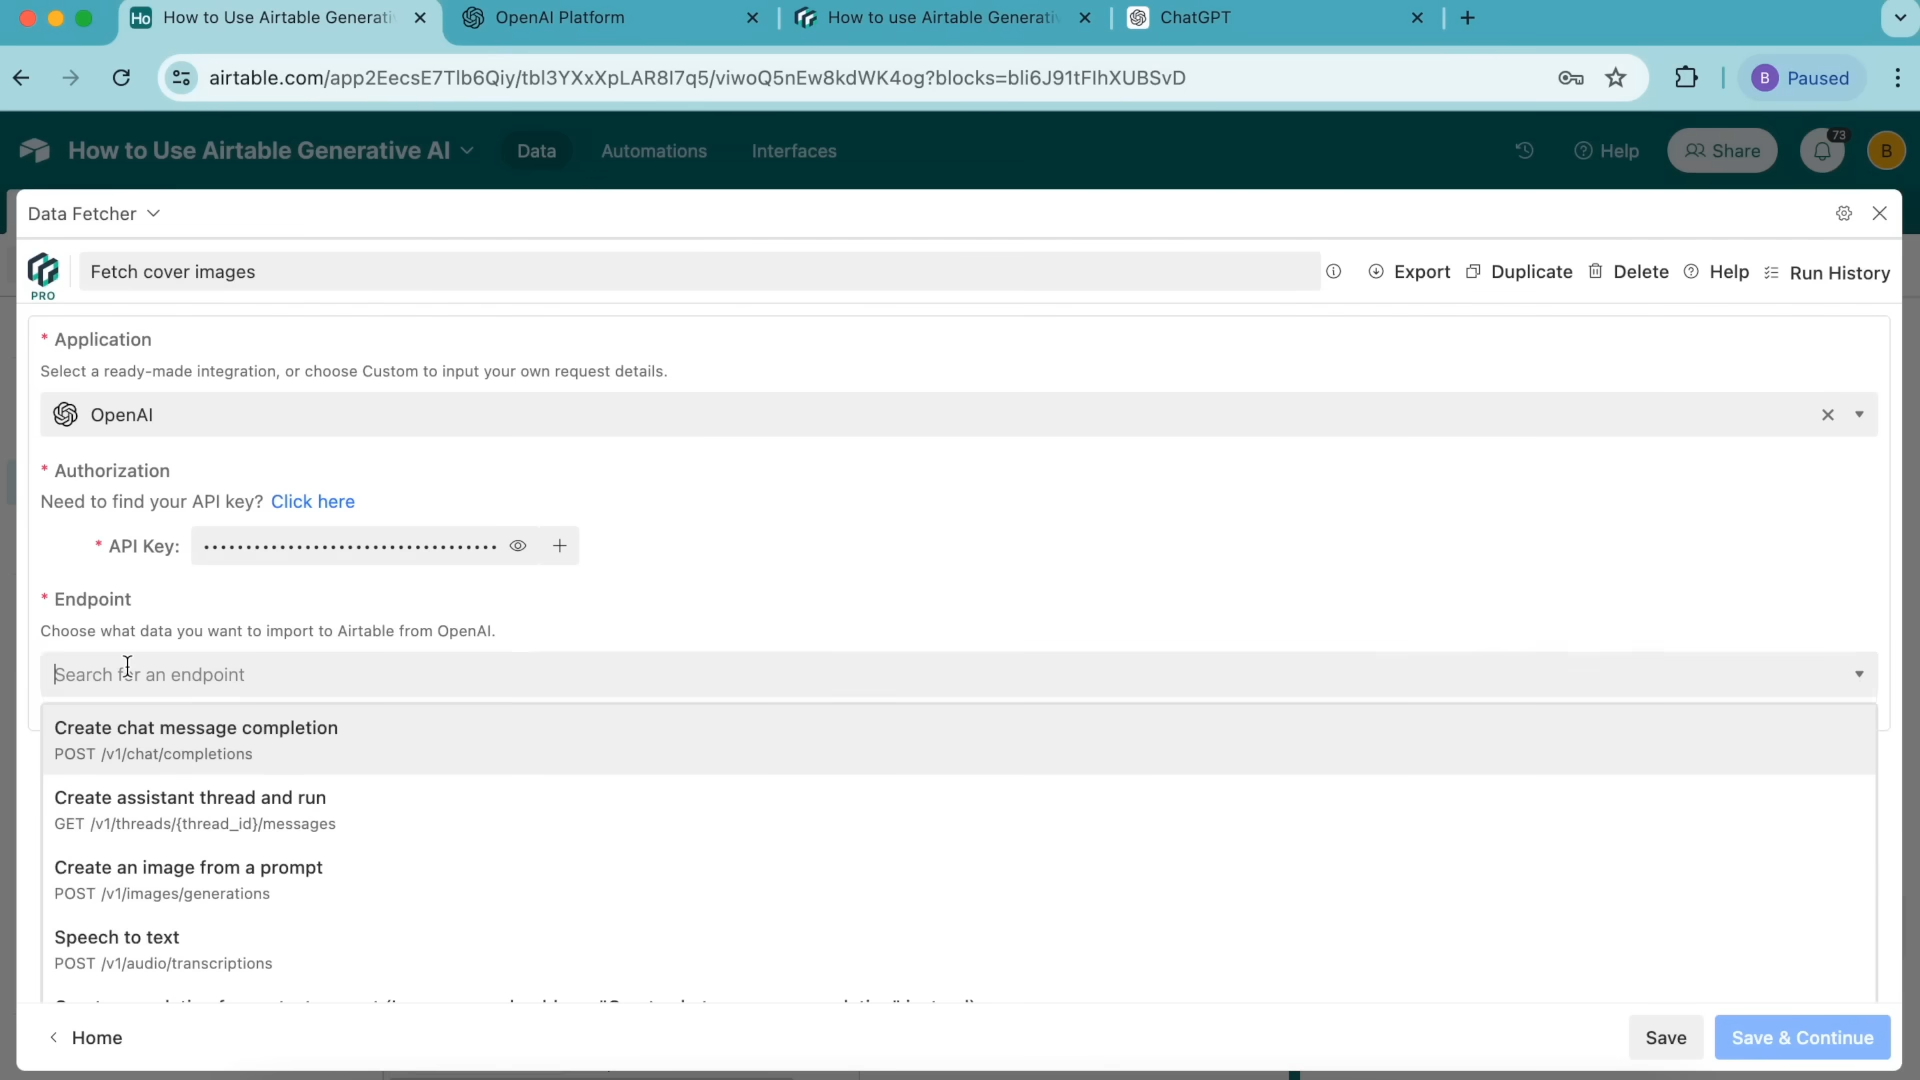 Ho How to Use Airtable Generati
OpenAI Platform
How to use Airtable Generati
ChatGPT
airtable.com/app2EecsE7Tlb6Qiy/tbl3YXxXpLAR8I7q5/viwoQ5nEw8kdWK4og?blocks=bli6J91tFIhXUBSvD
B Paused
How to Use Airtable Generative AI
Data
Automations
Interfaces
Help
Share
73
B
Data Fetcher
PRO
Fetch cover images
Export
Duplicate
Delete
Help
Run History
* Application
Select a ready-made integration, or choose Custom to input your own request details.
OpenAI
* Authorization
Need to find your API key? Click here
* API Key:
* Endpoint
Choose what data you want to import to Airtable from OpenAI.
Search for an endpoint
Create chat message completion
POST /v1/chat/completions
Create assistant thread and run
GET /v1/threads/{thread_id}/messages
Create an image from a prompt
POST /v1/images/generations
Speech to text
POST /v1/audio/transcriptions
Home
Save
Save & Continue